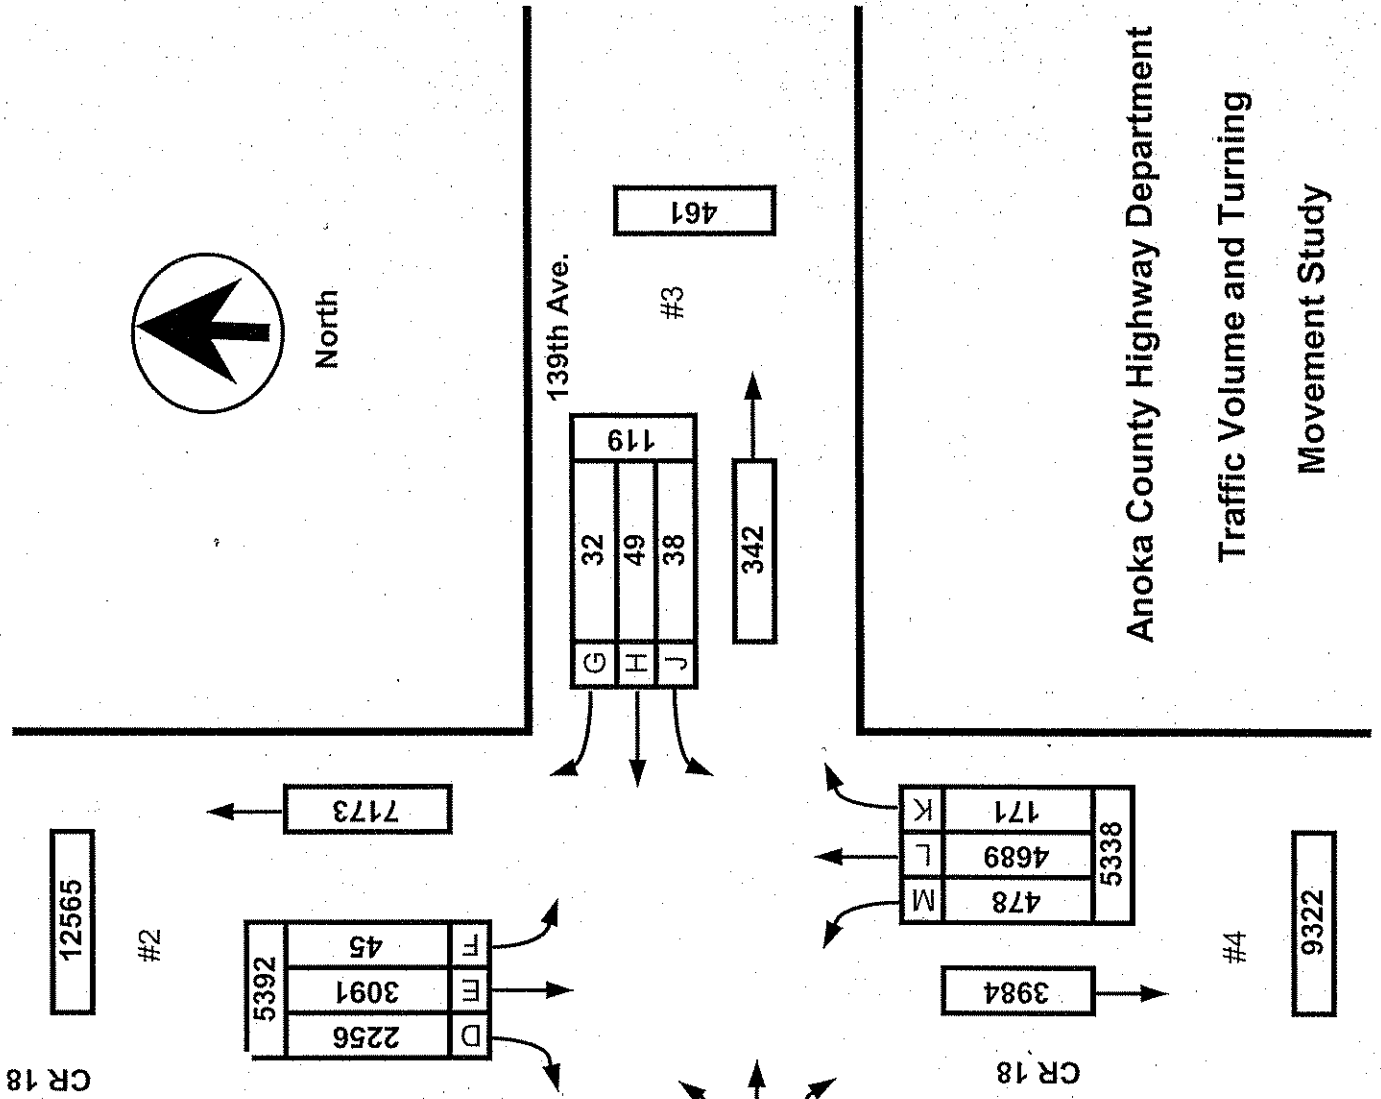 CR 18
12565
#2
5392
2256
3091
45
D
E
F
7173
North
139th Ave.
G 32
H 49
J 38
119
342
#3
461
M L K
478
4689
171
5338
3984
#4
9322
CR 18
Anoka County Highway Department
Traffic Volume and Turning
Movement Study